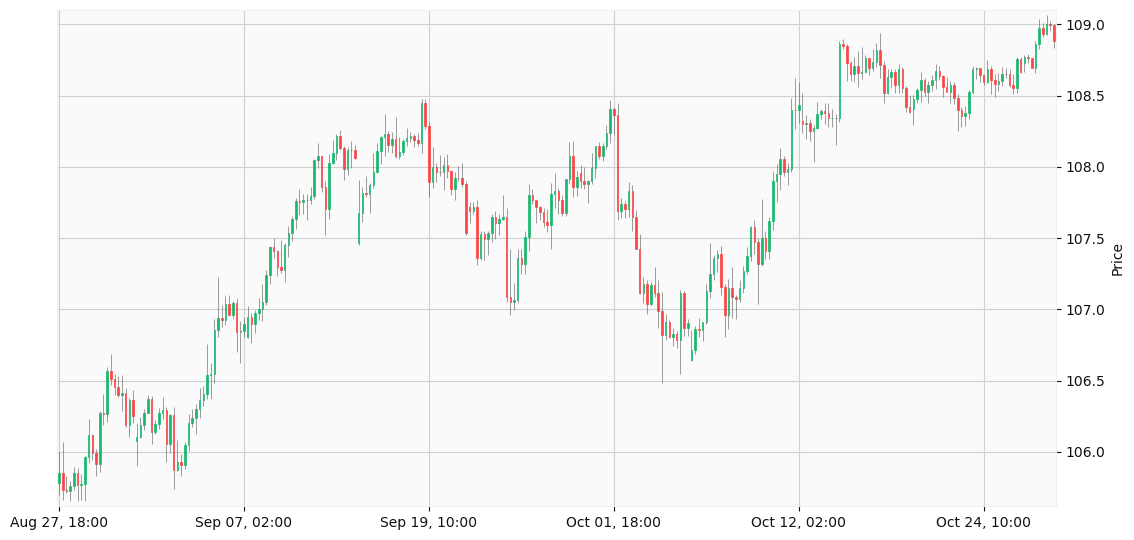 109.0
108.5
108.0
107.5
107.0
106.5
106.0
Price
Aug 27, 18:00
Sep 07, 02:00
Sep 19, 10:00
Oct 01, 18:00
Oct 12, 02:00
Oct 24, 10:00